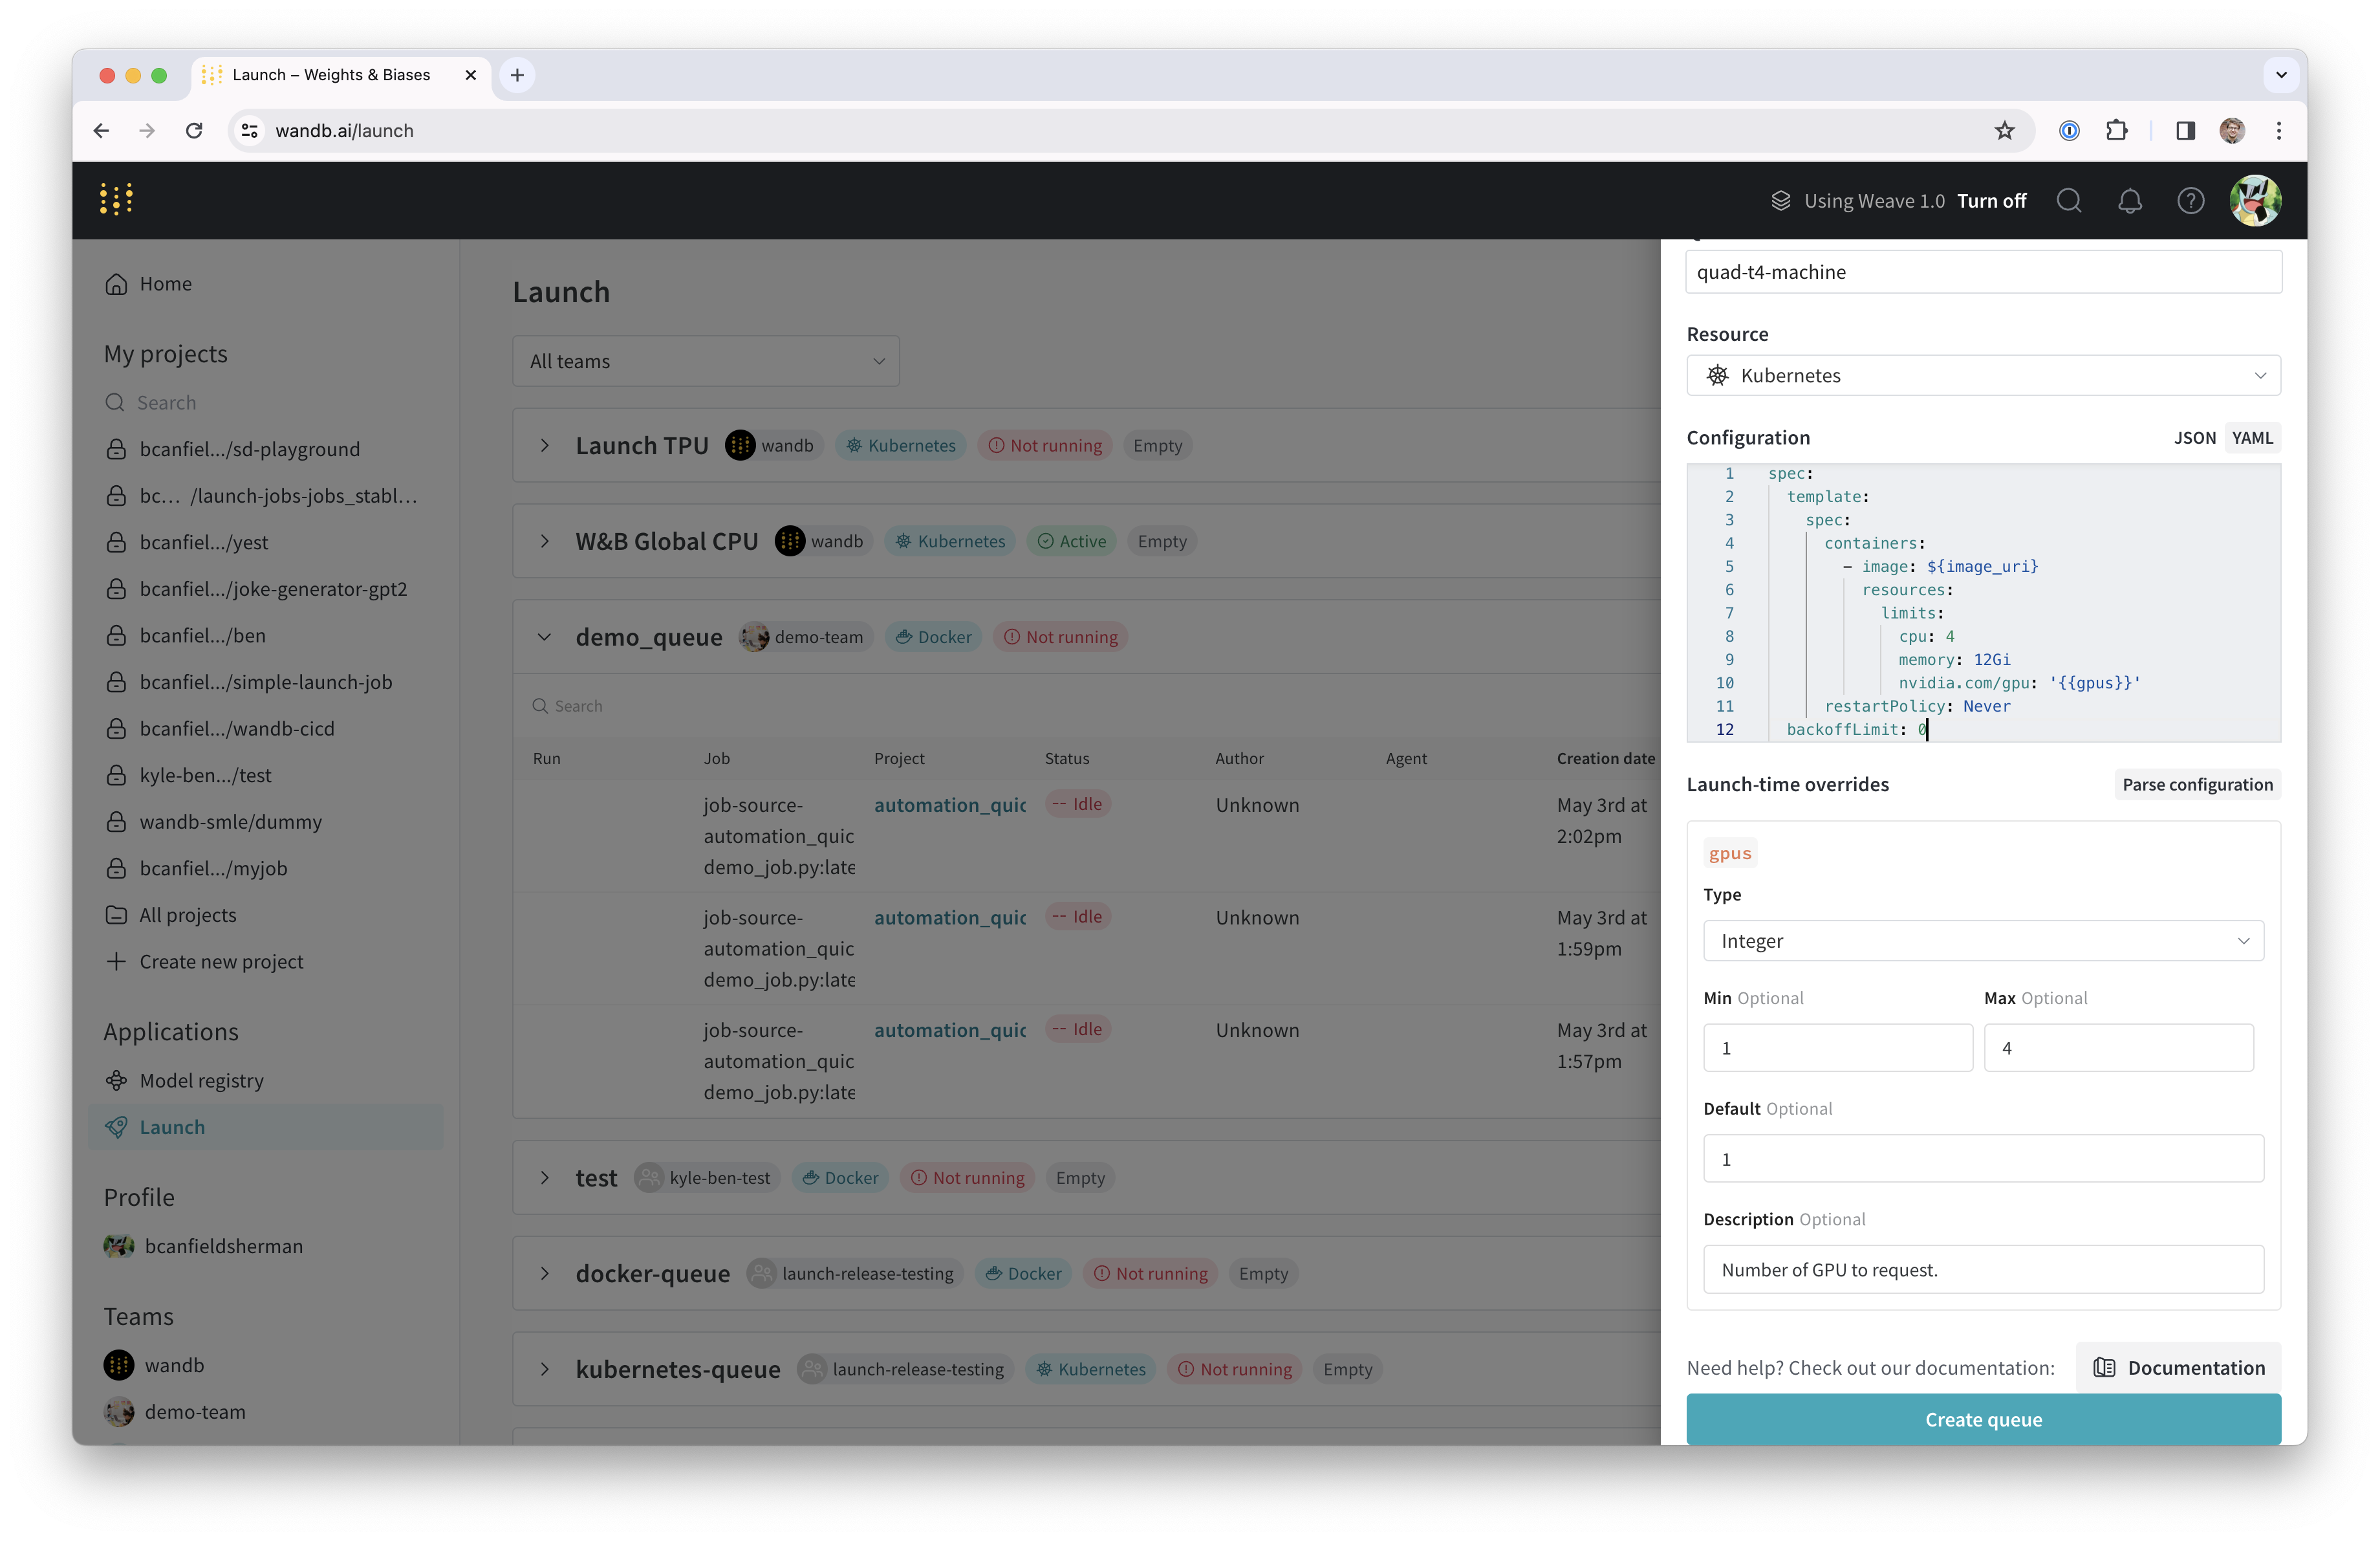 Launch – Weights & Biases
wandb.ai/launch
Using Weave 1.0 Turn off
Home
My projects
Search
bcanfiel.../sd-playground
bc... /launch-jobs-jobs_stabl...
bcanfiel.../yest
bcanfiel.../joke-generator-gpt2
bcanfiel.../ben
bcanfiel.../simple-launch-job
bcanfiel.../wandb-cicd
kyle-ben.../test
wandb-smle/dummy
bcanfiel.../myjob
All projects
Create new project
Applications
Model registry
Launch
Profile
bcanfieldsherman
Teams
wandb
demo-team
Launch
All teams
Launch TPU wandb Kubernetes Not running Empty
W&B Global CPU wandb Kubernetes Active Empty
demo_queue demo-team Docker Not running
Search
Run Job Project Status Author Agent Creation date
job-source- automation_quic -- Idle Unknown May 3rd at
automation_quic 2:02pm
demo_job.py:late
job-source- automation_quic -- Idle Unknown May 3rd at
automation_quic 1:59pm
demo_job.py:late
job-source- automation_quic -- Idle Unknown May 3rd at
automation_quic 1:57pm
demo_job.py:late
test kyle-ben-test Docker Not running Empty
docker-queue launch-release-testing Docker Not running Empty
kubernetes-queue launch-release-testing Kubernetes Not running Empty
quad-t4-machine
Resource
Kubernetes
Configuration JSON YAML
1 spec:
2 template:
3 spec:
4 containers:
5 - image: ${image_uri}
6 resources:
7 limits:
8 cpu: 4
9 memory: 12Gi
10 nvidia.com/gpu: '{{gpus}}'
11 restartPolicy: Never
12 backoffLimit: 0
Launch-time overrides Parse configuration
gpus
Type
Integer
Min Optional Max Optional
1 4
Default Optional
1
Description Optional
Number of GPU to request.
Need help? Check out our documentation: Documentation
Create queue